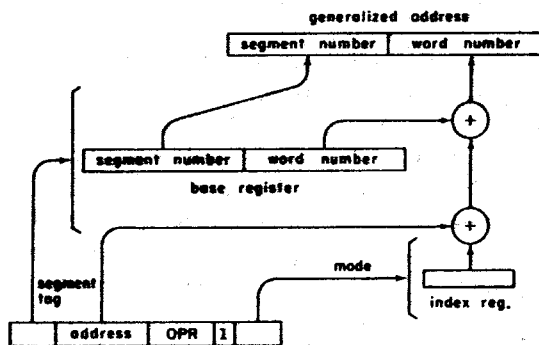 generalized address
segment number word number
segment number word number
base register
segment tag
mode
index reg.
address OPR 1